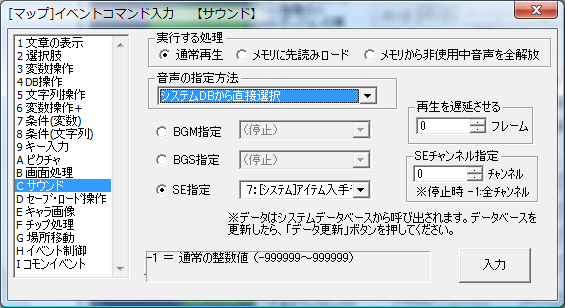 [マップ]イベントコマンド入力 【サウンド】
1 文章の表示
2 選択肢
3 変数操作
4 DB操作
5 文字列操作
6 変数操作+
7 条件(変数)
8 条件(文字列)
9 キー入力
A ピクチャ
B 画面処理
C サウンド
D セーブ・ロード操作
E キャラ画像
F チップ処理
G 場所移動
H イベント制御
I コモンイベント
実行する処理
通常再生 メモリに先読みロード メモリから非使用中音声を全解放
音声の指定方法
システムDBから直接選択
BGM指定 (停止)
BGS指定 (停止)
SE指定 7:[システム]アイテム入手
再生を遅延させる
0 フレーム
SEチャンネル指定
0 チャンネル
※停止時 -1:全チャンネル
※データはシステムデータベースから呼び出されます。データベースを
更新したら、「データ更新」ボタンを押してください。
-1 = 通常の整数値 (-999999～999999)
入力